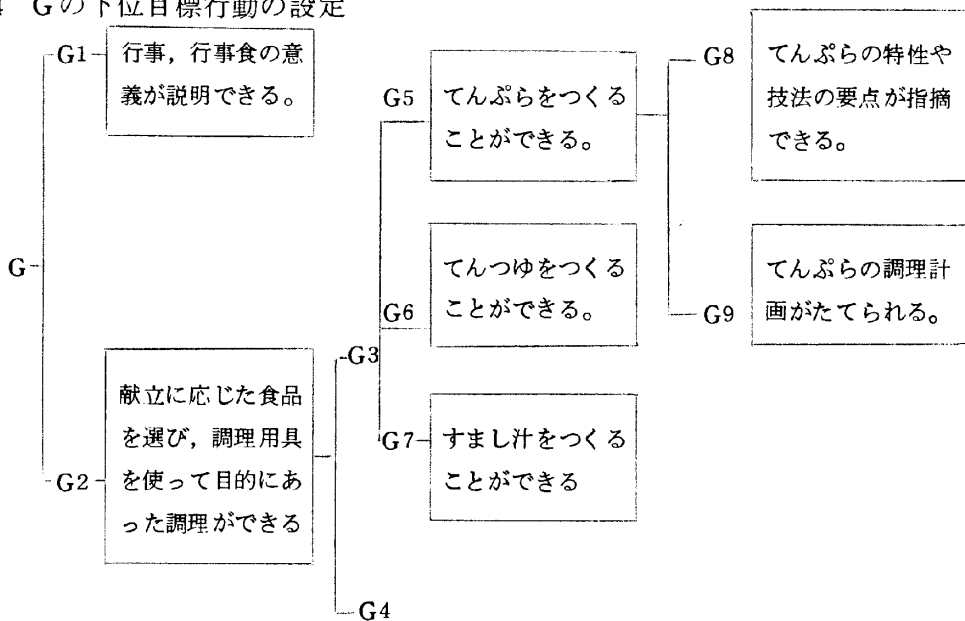 4 Gの下位目標行動の設定
G
G1
行事，行事食の意
義が説明できる。
G2
献立に応じた食品
を選び，調理用具
を使って目的にあ
った調理ができる
G3
G4
G5
てんぷらをつくる
ことができる。
G6
てんつゆをつくる
ことができる。
G7
すまし汁をつくる
ことができる
G8
てんぷらの特性や
技法の要点が指摘
できる。
G9
てんぷらの調理計
画がたてられる。